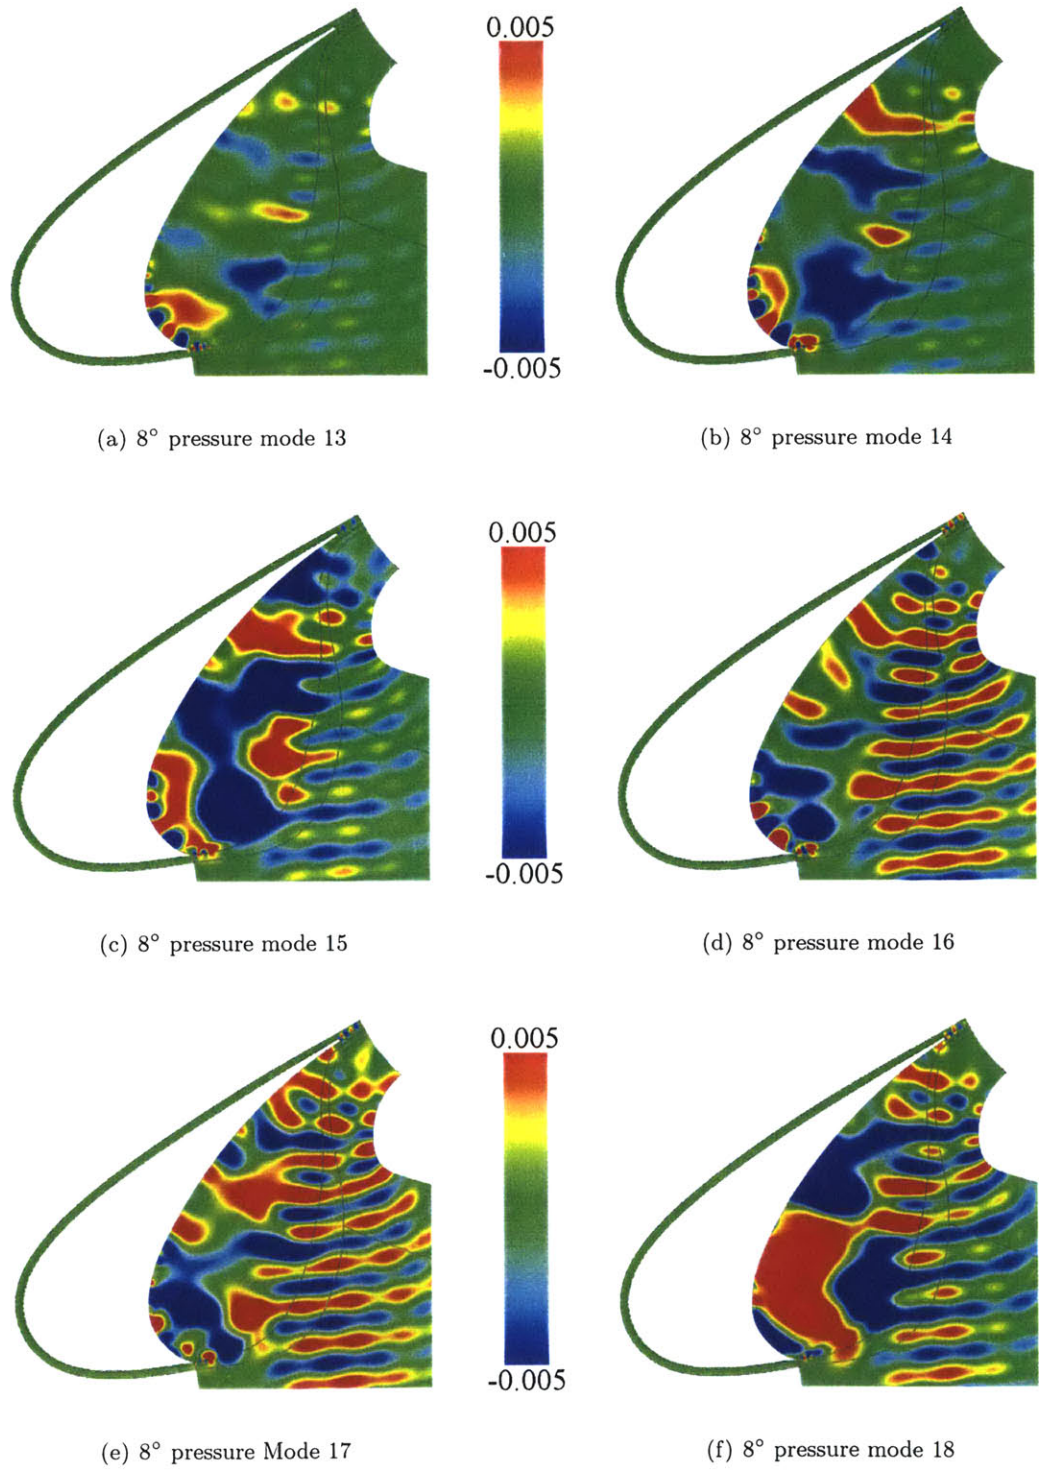 0.005
-0.005
(a) 8° pressure mode 13
(b) 8° pressure mode 14
0.005
-0.005
(c) 8° pressure mode 15
(d) 8° pressure mode 16
0.005
-0.005
(e) 8° pressure Mode 17
(f) 8° pressure mode 18